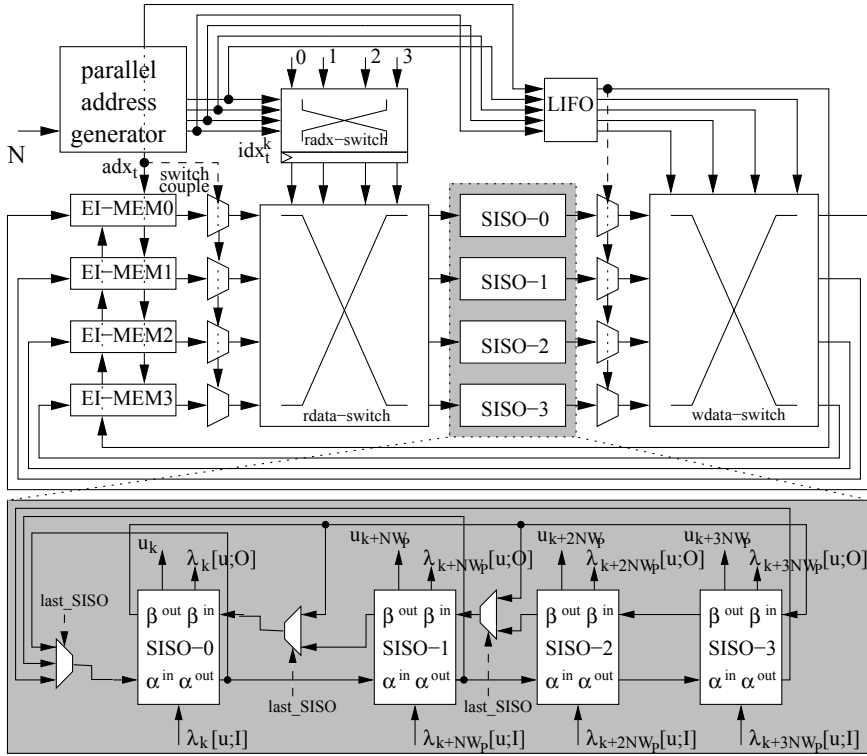 0 1 2 3
parallel
address
generator
LIFO
radx−switch
N
idx_t^k
adx_t
switch
couple
EI−MEM0
EI−MEM1
EI−MEM2
EI−MEM3
SISO−0
SISO−1
SISO−2
SISO−3
rdata−switch
wdata−switch
u_k
λ_k[u;O]
u_{k+NW_P}
λ_{k+NW_P}[u;O]
u_{k+2NW_P}
λ_{k+2NW_P}[u;O]
u_{k+3NW_P}
λ_{k+3NW_P}[u;O]
last_SISO
β^out β^in
SISO−0
α^in α^out
β^out β^in
SISO−1
α^in α^out
β^out β^in
SISO−2
α^in α^out
β^out β^in
SISO−3
α^in α^out
last_SISO
last_SISO
λ_k[u;I]
λ_{k+NW_P}[u;I]
λ_{k+2NW_P}[u;I]
λ_{k+3NW_P}[u;I]